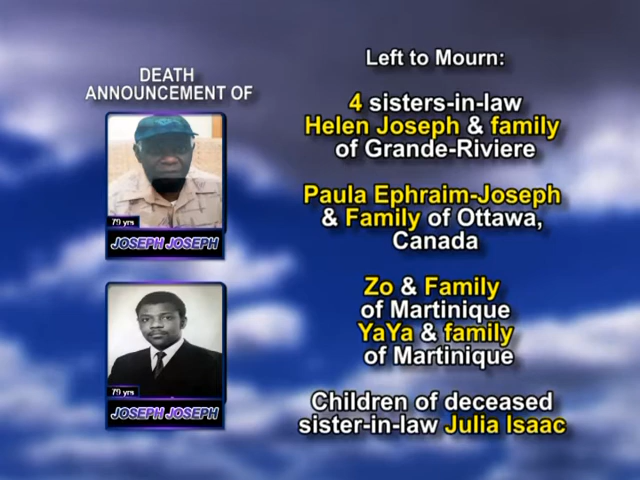 DEATH
ANNOUNCEMENT OF
79 yrs
JOSEPH JOSEPH
79 yrs
JOSEPH JOSEPH
Left to Mourn:
4 sisters-in-law
Helen Joseph & family
of Grande-Riviere
Paula Ephraim-Joseph
& Family of Ottawa,
Canada
Zo & Family
of Martinique
YaYa & family
of Martinique
Children of deceased
sister-in-law Julia Isaac